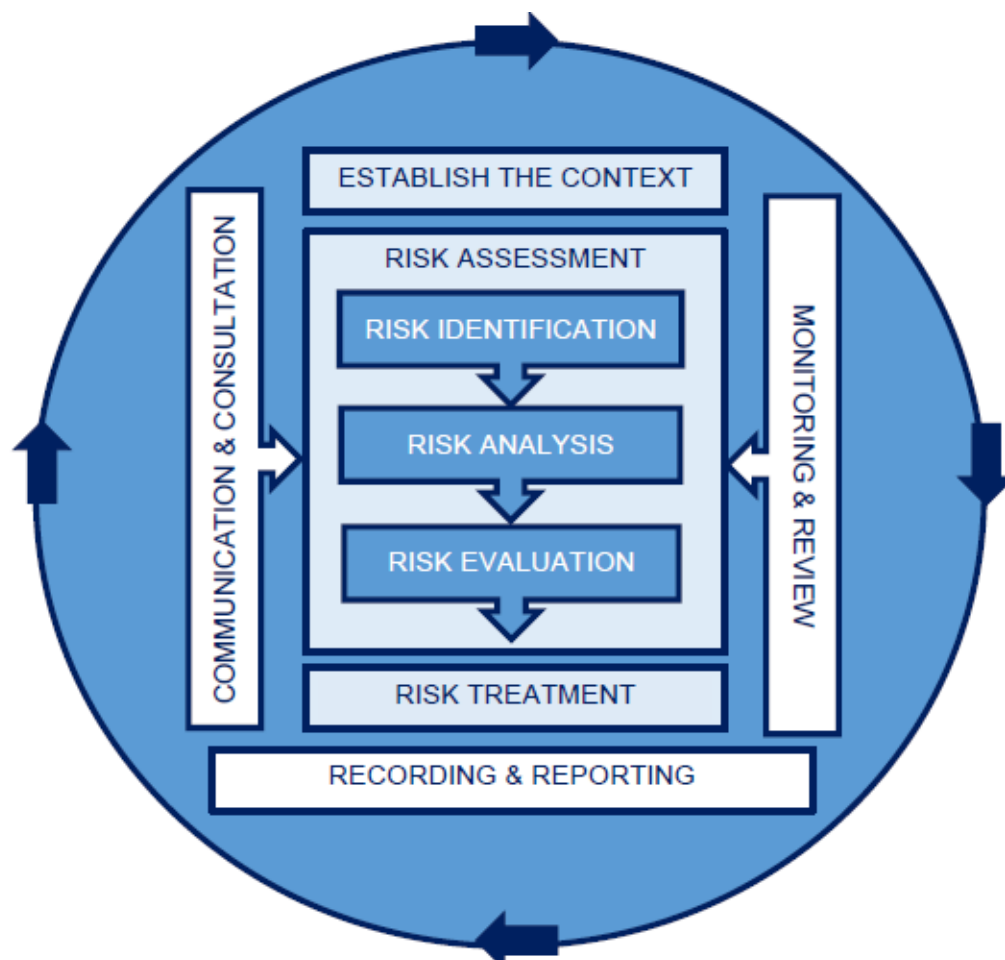 ESTABLISH THE CONTEXT
COMMUNICATION & CONSULTATION
RISK ASSESSMENT
RISK IDENTIFICATION
RISK ANALYSIS
RISK EVALUATION
MONITORING & REVIEW
RISK TREATMENT
RECORDING & REPORTING